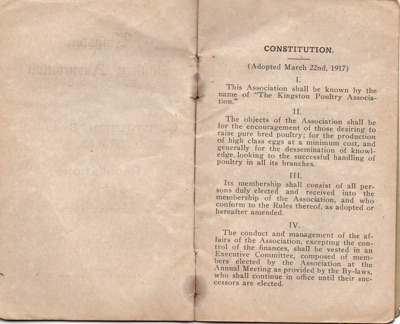 CONSTITUTION.
(Adopted March 22nd, 1917)
I.
This Association shall be known by the
name of "The Kingston Poultry Associa-
tion."
II.
The objects of the Association shall be
for the encouragement of those desiring to
raise pure bred poultry; for the production
of high class eggs at a minimum cost, and
generally for the dessemination of knowl-
edge looking to the successful handling of
poultry in all its branches.
III.
Its membership shall consist of all per-
sons duly elected and received into the
membership of the Association, and who
conform to the Rules thereof, as adopted or
hereafter amended.
IV.
The conduct and management of the af-
fairs of the Association, excepting the con-
trol of the finances, shall be vested in an
Executive Committee, composed of mem-
bers elected by the Association at the
Annual Meeting as provided by the By-laws,
who shall continue in office until their suc-
cessors are elected.